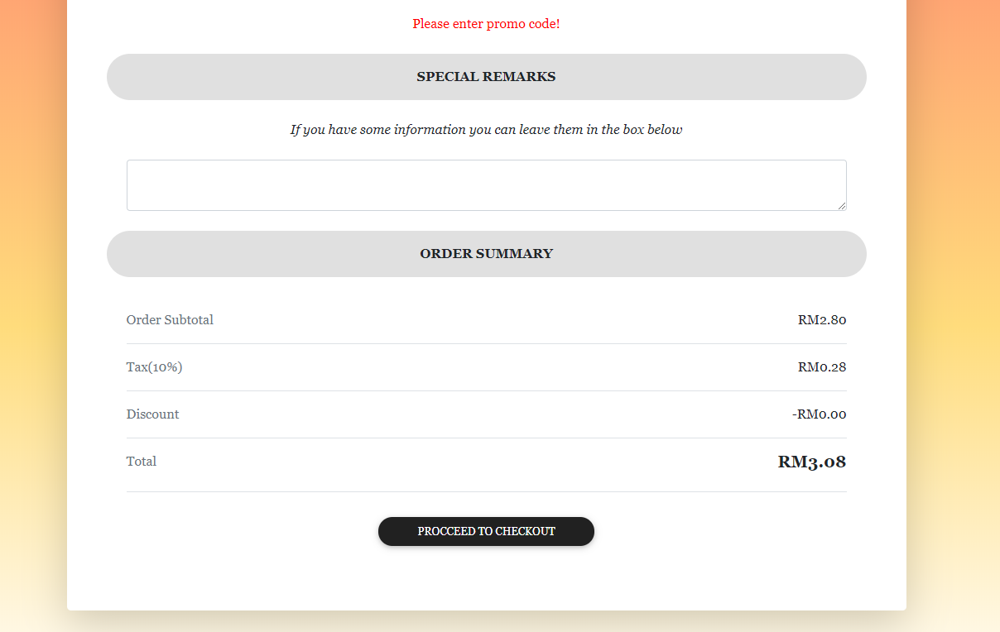 Please enter promo code!
SPECIAL REMARKS
If you have some information you can leave them in the box below
ORDER SUMMARY
Order Subtotal RM2.80
Tax(10%) RM0.28
Discount -RM0.00
Total RM3.08
PROCCEED TO CHECKOUT